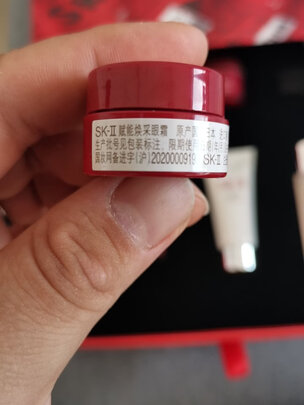 SK-II 赋能焕采眼霜 原产国 日本
生产批号见包装标注，限期使用
国妆网备进字(沪)2020000919 SK-II